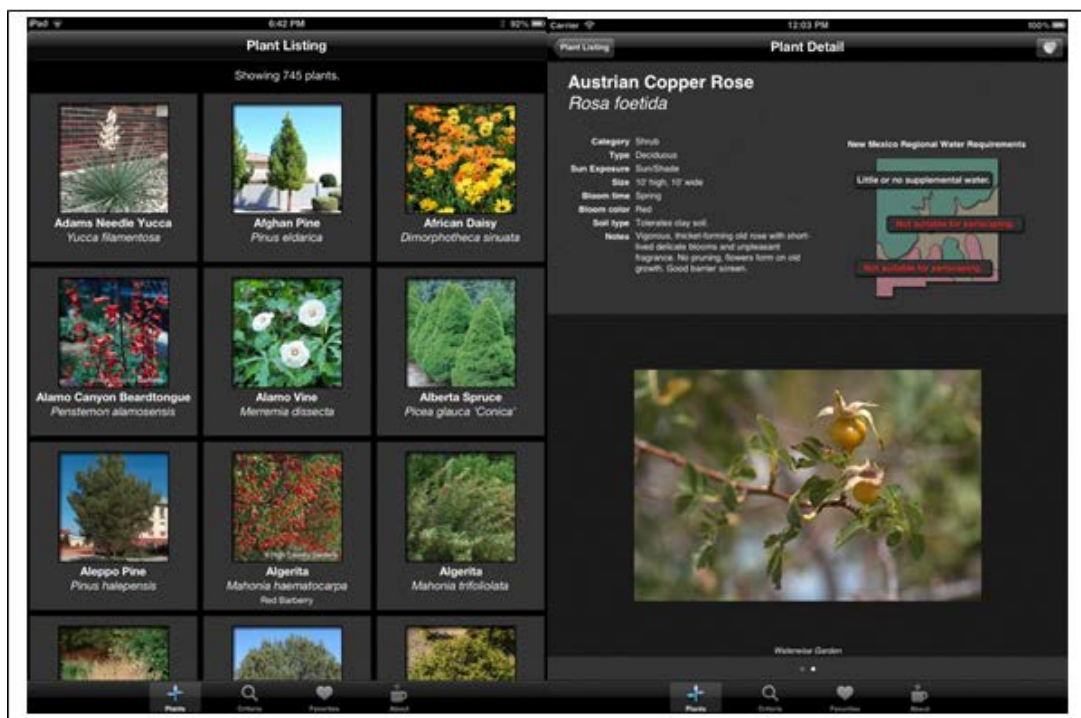 iPad
6:42 PM
92%
Plant Listing
Showing 745 plants.
Adams Needle Yucca
Yucca filamentosa
Afghan Pine
Pinus eldarica
African Daisy
Dimorphotheca sinuata
Alamo Canyon Beardtongue
Penstemon alamosensis
Alamo Vine
Merremia dissecta
Alberta Spruce
Picea glauca 'Conica'
Aleppo Pine
Pinus halepensis
© High Country Gardens
Algerita
Mahonia haematocarpa
Red Barberry
Algerita
Mahonia trifoliolata
Plants
Criteria
Favorites
About
Carrier
12:03 PM
100%
Plant Listing
Plant Detail
Austrian Copper Rose
Rosa foetida
Category Shrub
Type Deciduous
Sun Exposure Sun/Shade
Size 10' high, 10' wide
Bloom time Spring
Bloom color Red
Soil type Tolerates clay soil.
Notes Vigorous, thicket-forming old rose with short-
lived delicate blooms and unpleasant
fragrance. No pruning, flowers form on old
growth. Good barrier screen.
New Mexico Regional Water Requirements
Little or no supplemental water.
Not suitable for xeriscaping.
Not suitable for xeriscaping.
Waterwise Garden
Plants
Criteria
Favorites
About